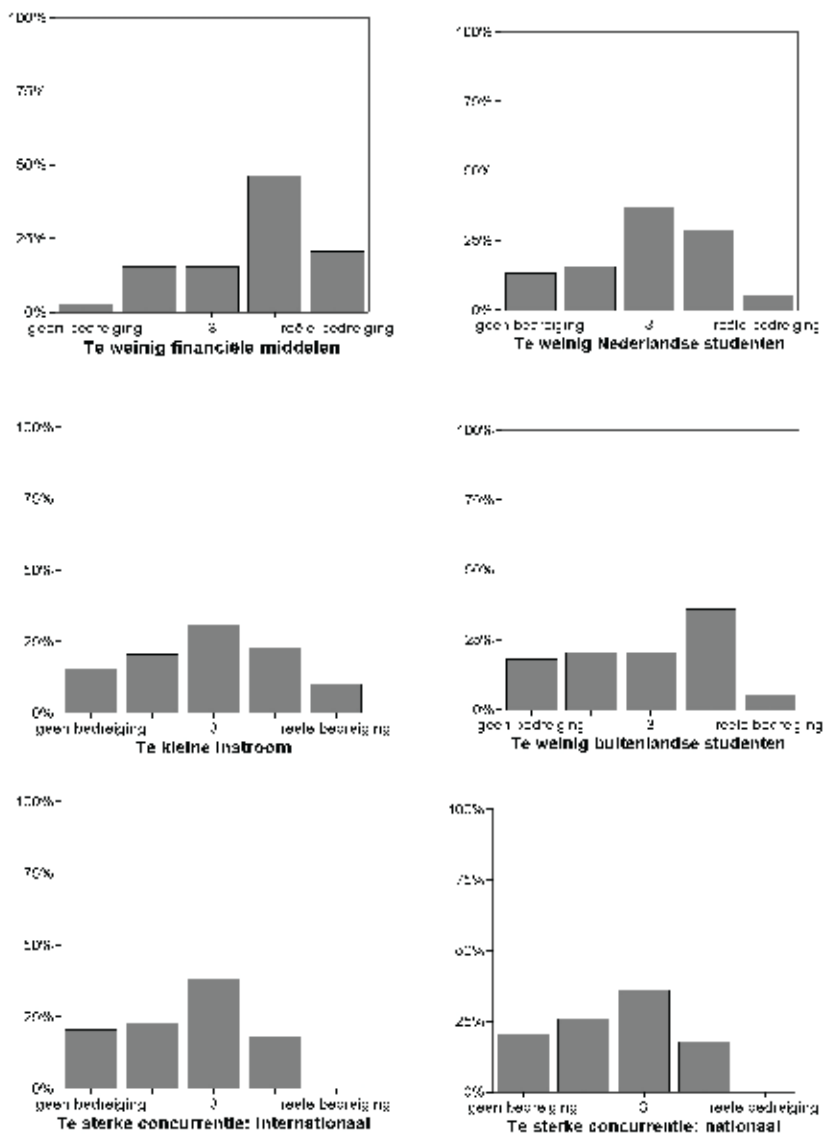 100%
75%
50%
25%
0%
geen bedreiging 3 reële bedreiging
Te weinig financiële middelen
100%
75%
50%
25%
0%
geen bedreiging 3 reële bedreiging
Te weinig Nederlandse studenten
100%
75%
50%
25%
0%
geen bedreiging 3 reële bedreiging
Te kleine instroom
100%
75%
50%
25%
0%
geen bedreiging 3 reële bedreiging
Te weinig buitenlandse studenten
100%
75%
50%
25%
0%
geen bedreiging 3 reële bedreiging
Te sterke concurrentie: internationaal
100%
75%
50%
25%
0%
geen bedreiging 3 reële bedreiging
Te sterke concurrentie: nationaal